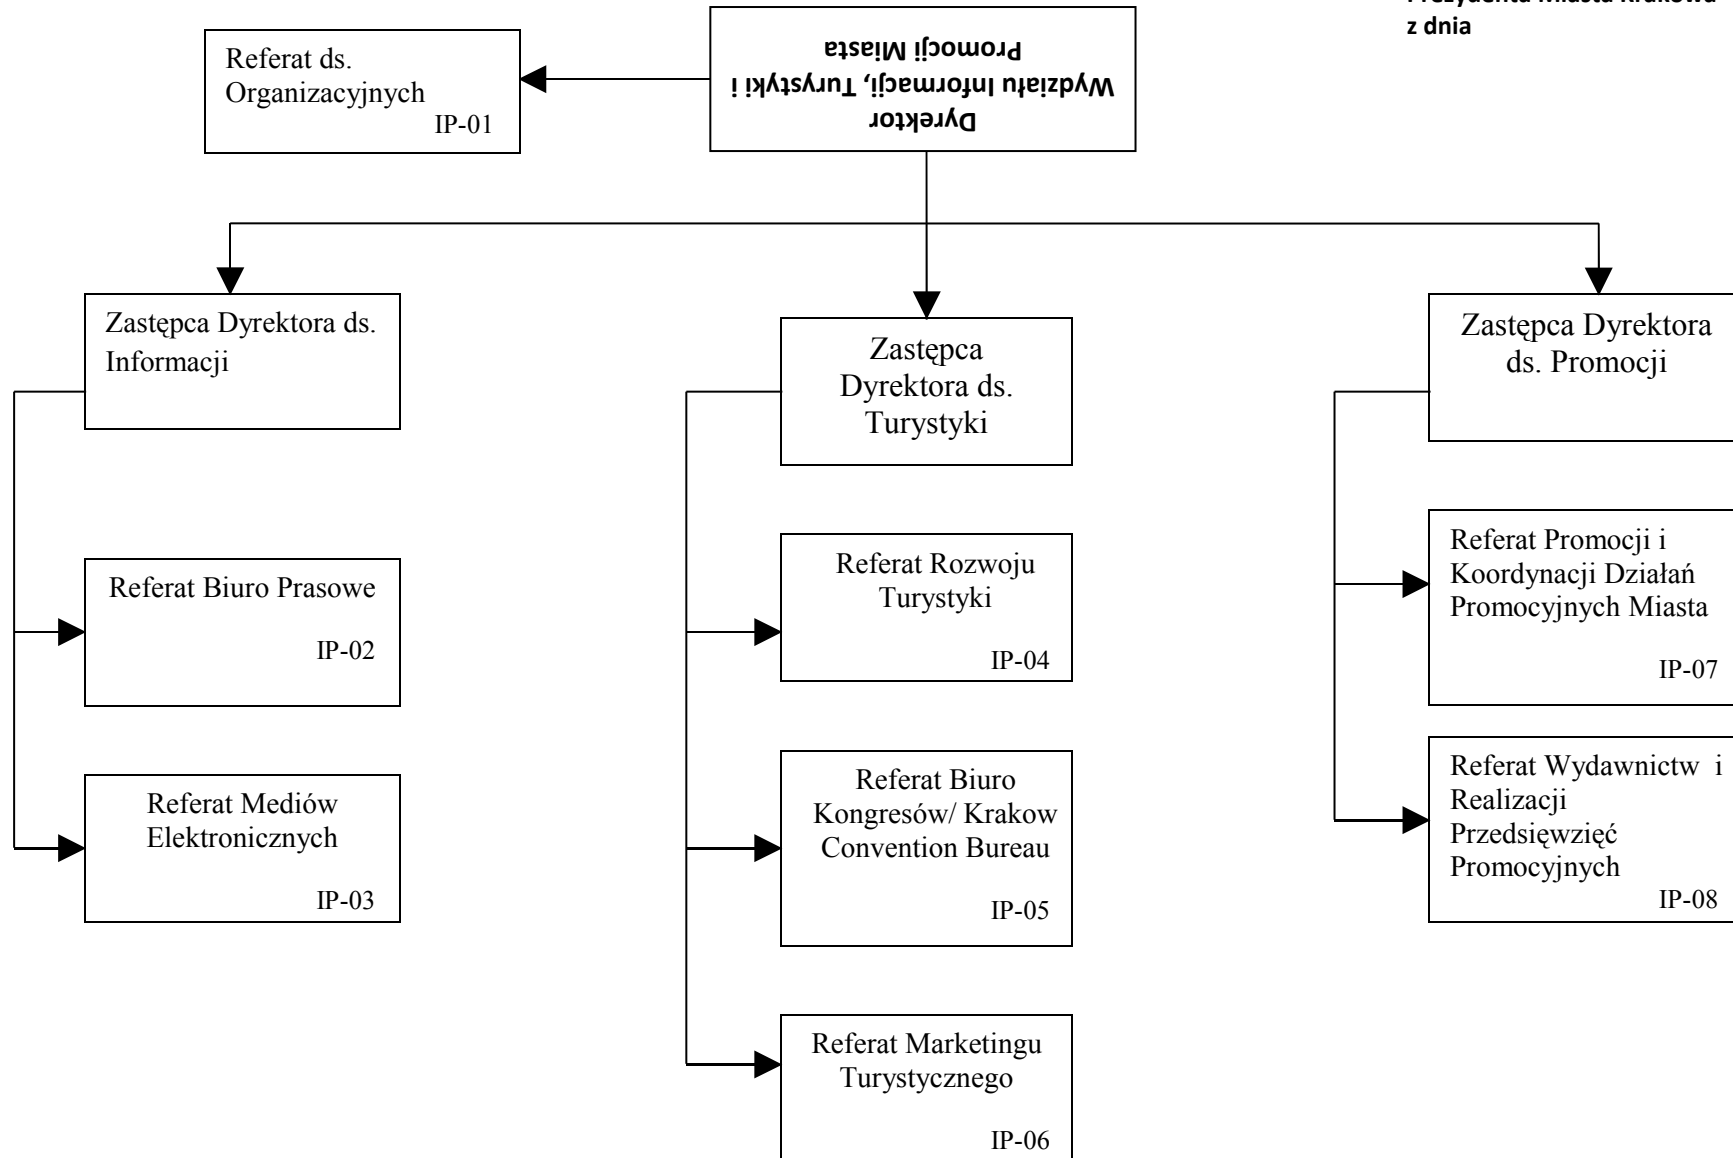 Prezydenta Miasta Krakowa
z dnia
Referat ds.
Organizacyjnych
IP-01
Dyrektor
Wydziału Informacji, Turystyki i
Promocji Miasta
Zastępca Dyrektora ds.
Informacji
Zastępca
Dyrektora ds.
Turystyki
Zastępca Dyrektora
ds. Promocji
Referat Biuro Prasowe
IP-02
Referat Mediów
Elektronicznych
IP-03
Referat Rozwoju
Turystyki
IP-04
Referat Biuro
Kongresów/ Krakow
Convention Bureau
IP-05
Referat Marketingu
Turystycznego
IP-06
Referat Promocji i
Koordynacji Działań
Promocyjnych Miasta
IP-07
Referat Wydawnictw i
Realizacji
Przedsięwzięć
Promocyjnych
IP-08